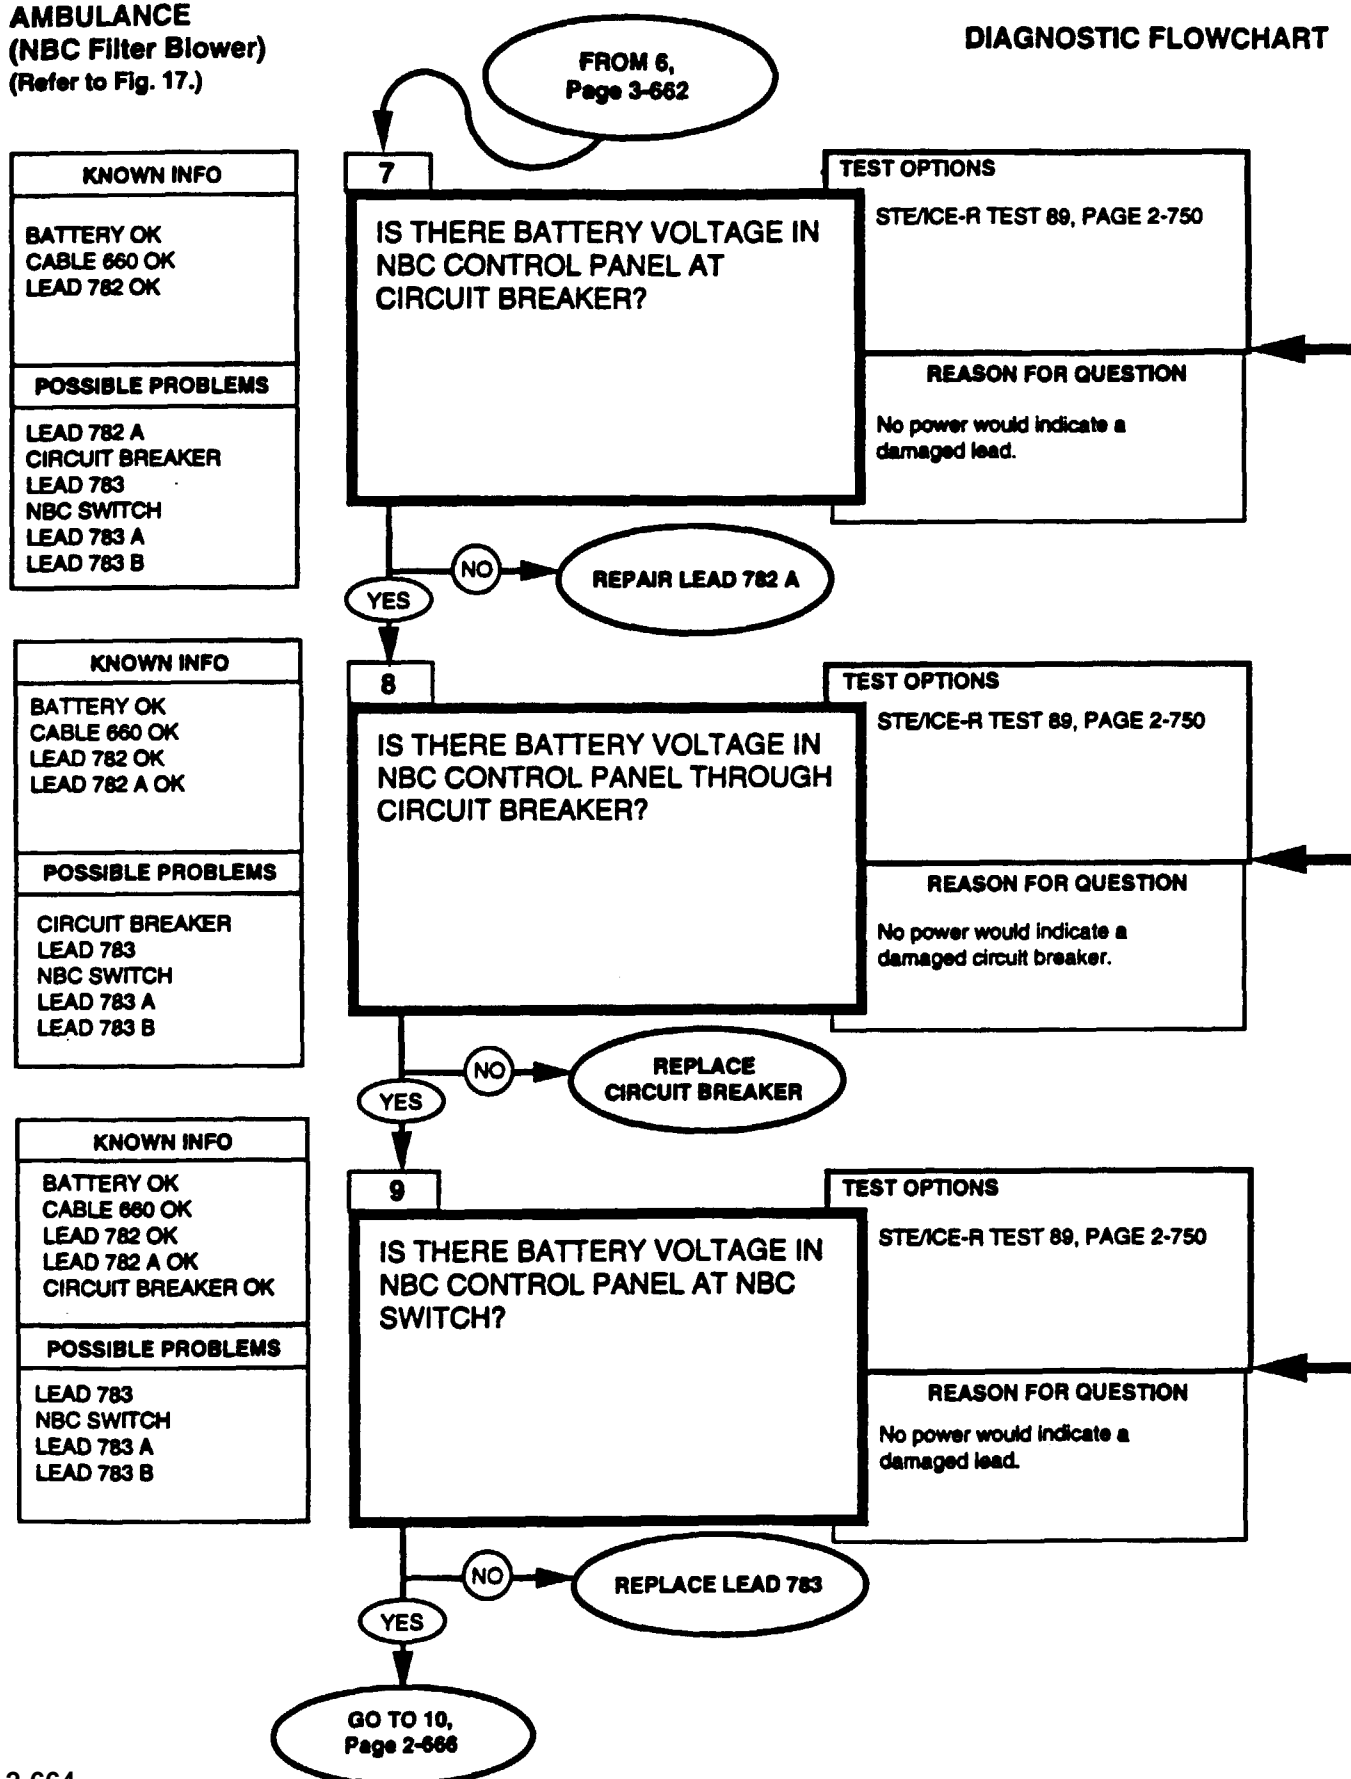 AMBULANCE
(NBC Filter Blower)
(Refer to Fig. 17.)
DIAGNOSTIC FLOWCHART
FROM 6,
Page 3-662
KNOWN INFO
BATTERY OK
CABLE 660 OK
LEAD 782 OK
POSSIBLE PROBLEMS
LEAD 782 A
CIRCUIT BREAKER
LEAD 783
NBC SWITCH
LEAD 783 A
LEAD 783 B
7
IS THERE BATTERY VOLTAGE IN
NBC CONTROL PANEL AT
CIRCUIT BREAKER?
TEST OPTIONS
STE/ICE-R TEST 89, PAGE 2-750
REASON FOR QUESTION
No power would indicate a
damaged lead.
NO
REPAIR LEAD 782 A
YES
KNOWN INFO
BATTERY OK
CABLE 660 OK
LEAD 782 OK
LEAD 782 A OK
POSSIBLE PROBLEMS
CIRCUIT BREAKER
LEAD 783
NBC SWITCH
LEAD 783 A
LEAD 783 B
8
IS THERE BATTERY VOLTAGE IN
NBC CONTROL PANEL THROUGH
CIRCUIT BREAKER?
TEST OPTIONS
STE/ICE-R TEST 89, PAGE 2-750
REASON FOR QUESTION
No power would indicate a
damaged circuit breaker.
NO
REPLACE
CIRCUIT BREAKER
YES
KNOWN INFO
BATTERY OK
CABLE 660 OK
LEAD 782 OK
LEAD 782 A OK
CIRCUIT BREAKER OK
POSSIBLE PROBLEMS
LEAD 783
NBC SWITCH
LEAD 783 A
LEAD 783 B
9
IS THERE BATTERY VOLTAGE IN
NBC CONTROL PANEL AT NBC
SWITCH?
TEST OPTIONS
STE/ICE-R TEST 89, PAGE 2-750
REASON FOR QUESTION
No power would indicate a
damaged lead.
NO
REPLACE LEAD 783
YES
GO TO 10,
Page 2-666